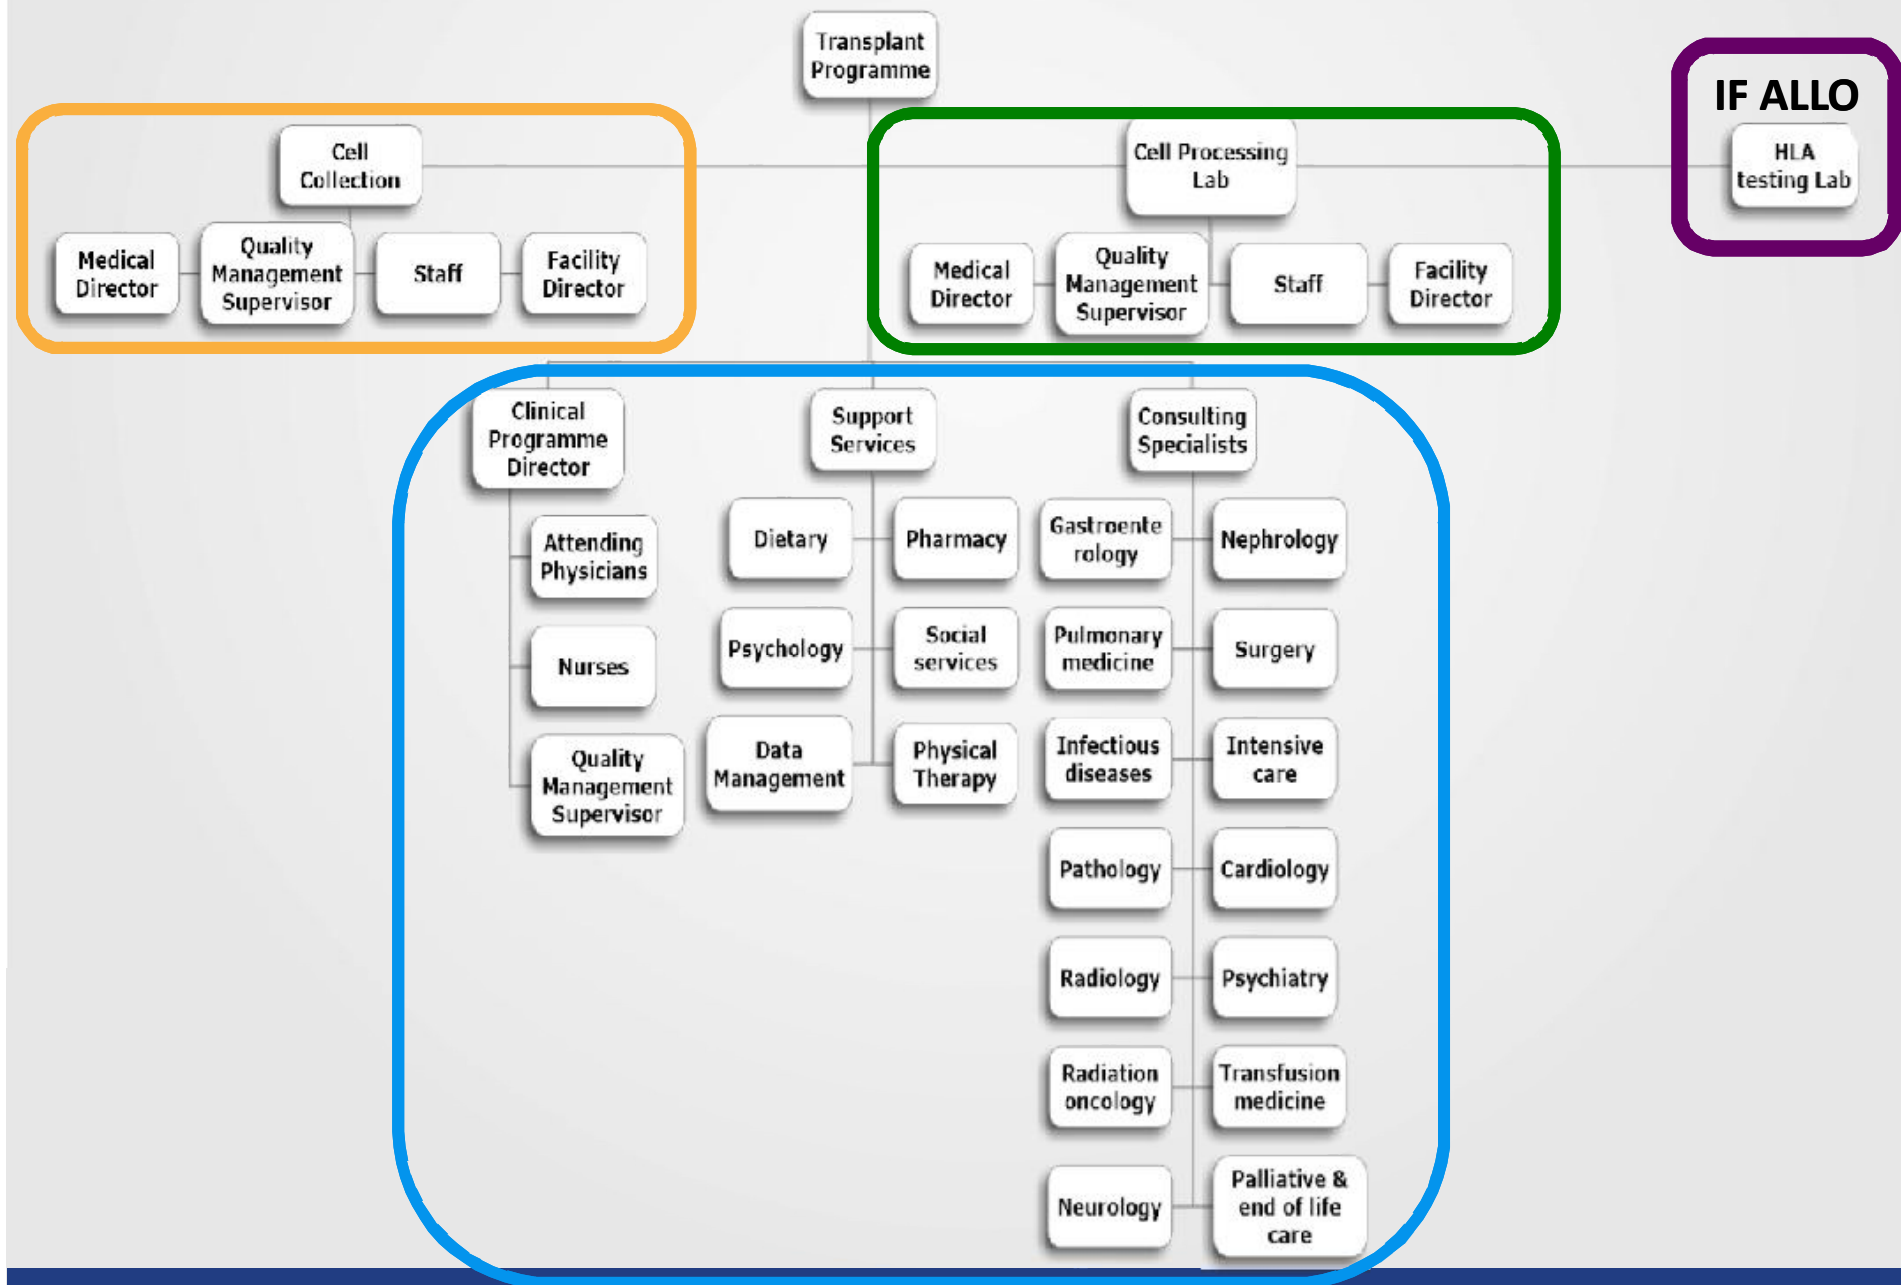 Transplant
Programme
IF ALLO
Cell
Collection
Cell Processing
Lab
HLA
testing Lab
Medical
Director
Quality
Management
Supervisor
Staff
Facility
Director
Medical
Director
Quality
Management
Supervisor
Staff
Facility
Director
Clinical
Programme
Director
Support
Services
Consulting
Specialists
Attending
Physicians
Nurses
Quality
Management
Supervisor
Dietary
Pharmacy
Psychology
Social
services
Data
Management
Physical
Therapy
Gastroente
rology
Nephrology
Pulmonary
medicine
Surgery
Infectious
diseases
Intensive
care
Pathology
Cardiology
Radiology
Psychiatry
Radiation
oncology
Transfusion
medicine
Neurology
Palliative &
end of life
care